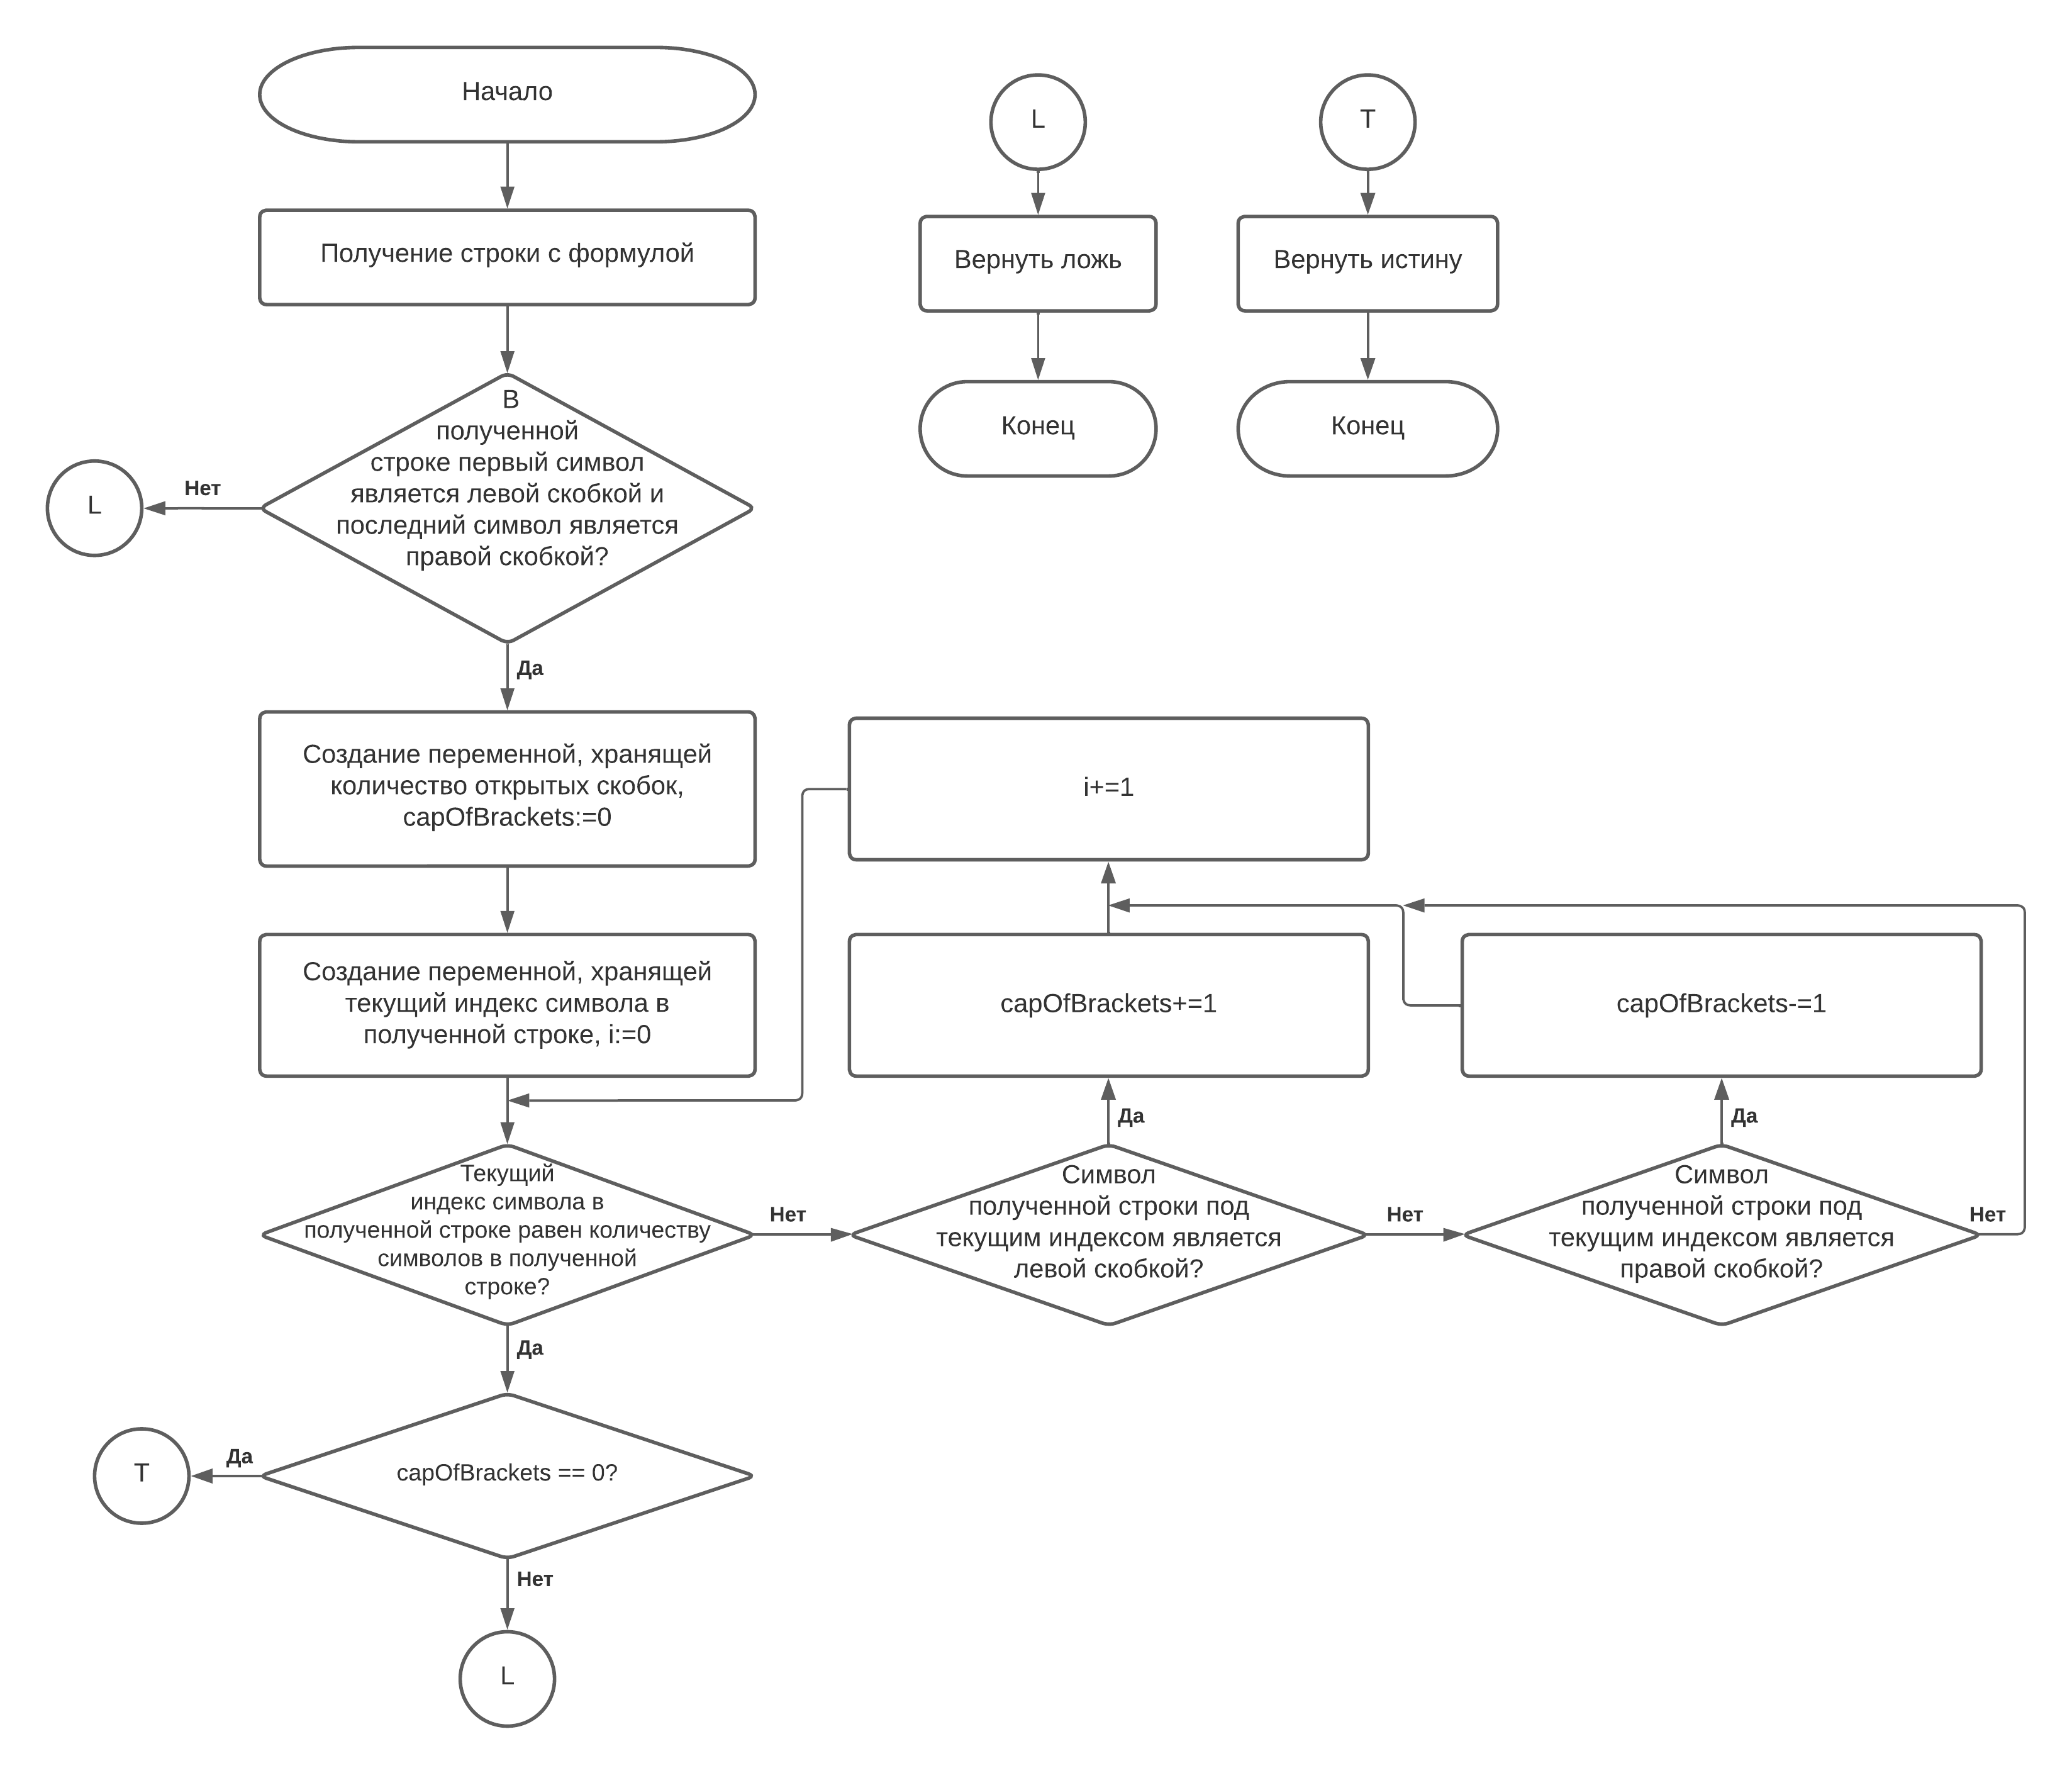 Начало
Получение строки с формулой
В
полученной
строке первый символ
является левой скобкой и
последний символ является
правой скобкой?
Нет
L
Да
Создание переменной, хранящей
количество открытых скобок,
capOfBrackets:=0
Создание переменной, хранящей
текущий индекс символа в
полученной строке, i:=0
Текущий
индекс символа в
полученной строке равен количеству
символов в полученной
строке?
Нет
Да
capOfBrackets == 0?
Да
T
Нет
L
L
Вернуть ложь
Конец
T
Вернуть истину
Конец
i+=1
capOfBrackets+=1
Да
Символ
полученной строки под
текущим индексом является
левой скобкой?
Нет
capOfBrackets-=1
Да
Символ
полученной строки под
текущим индексом является
правой скобкой?
Нет